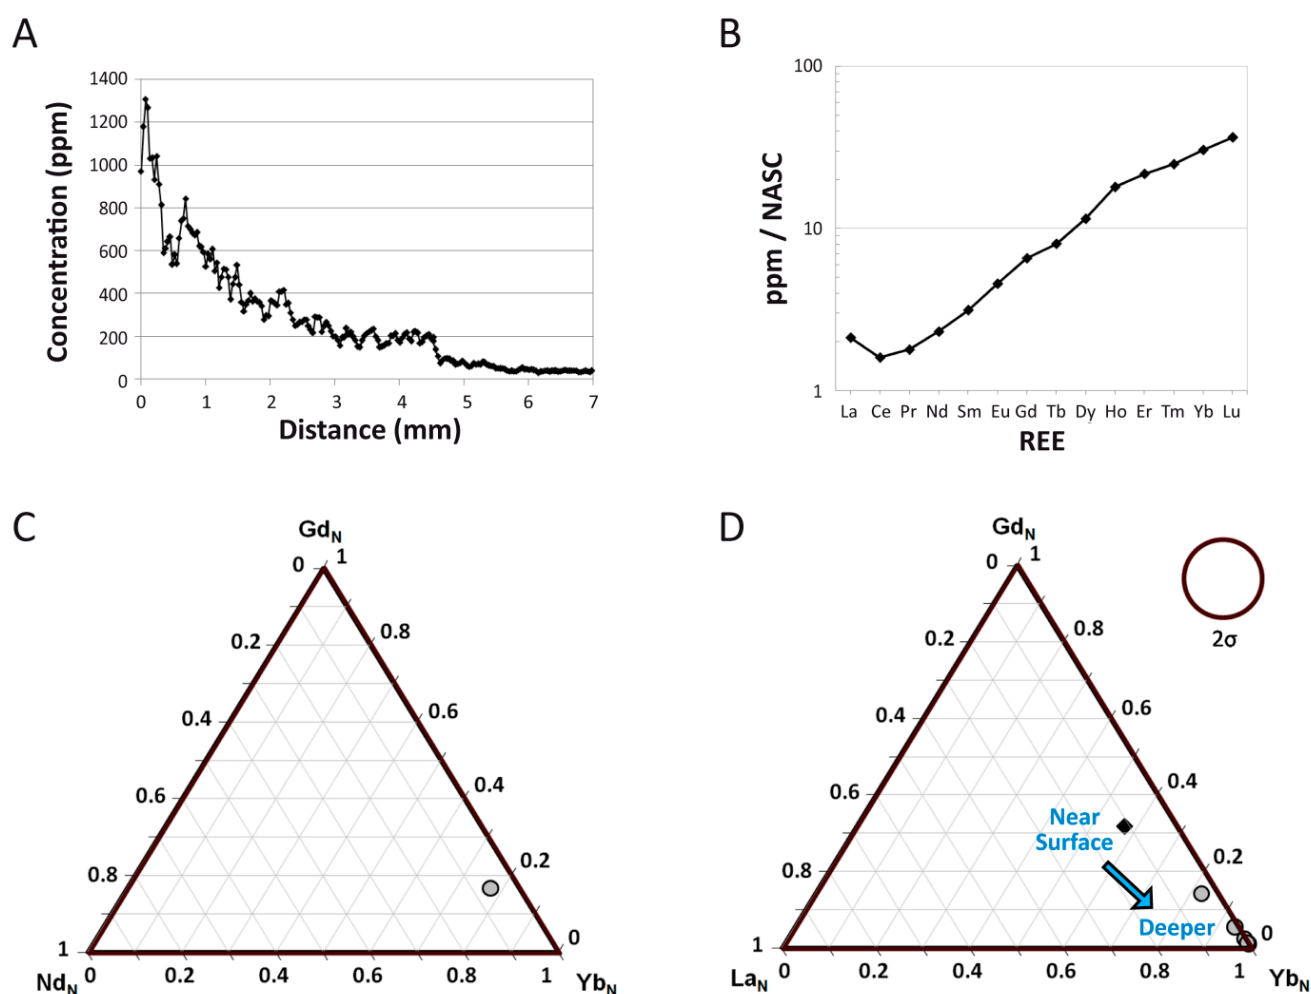 A
Concentration (ppm)
1400
1200
1000
800
600
400
200
0
0 1 2 3 4 5 6 7
Distance (mm)
B
ppm / NASC
100
10
1
La Ce Pr Nd Sm Eu Gd Tb Dy Ho Er Tm Yb Lu
REE
C
GdN
0 1
0.2 0.8
0.4 0.6
0.6 0.4
0.8 0.2
1 0
0 0.2 0.4 0.6 0.8 1
NdN YbN
D
GdN
0 1
2σ
0.2 0.8
0.4 0.6
0.6 0.4
Near
Surface
0.8 0.2
Deeper
1 0
0 0.2 0.4 0.6 0.8 1
LaN YbN